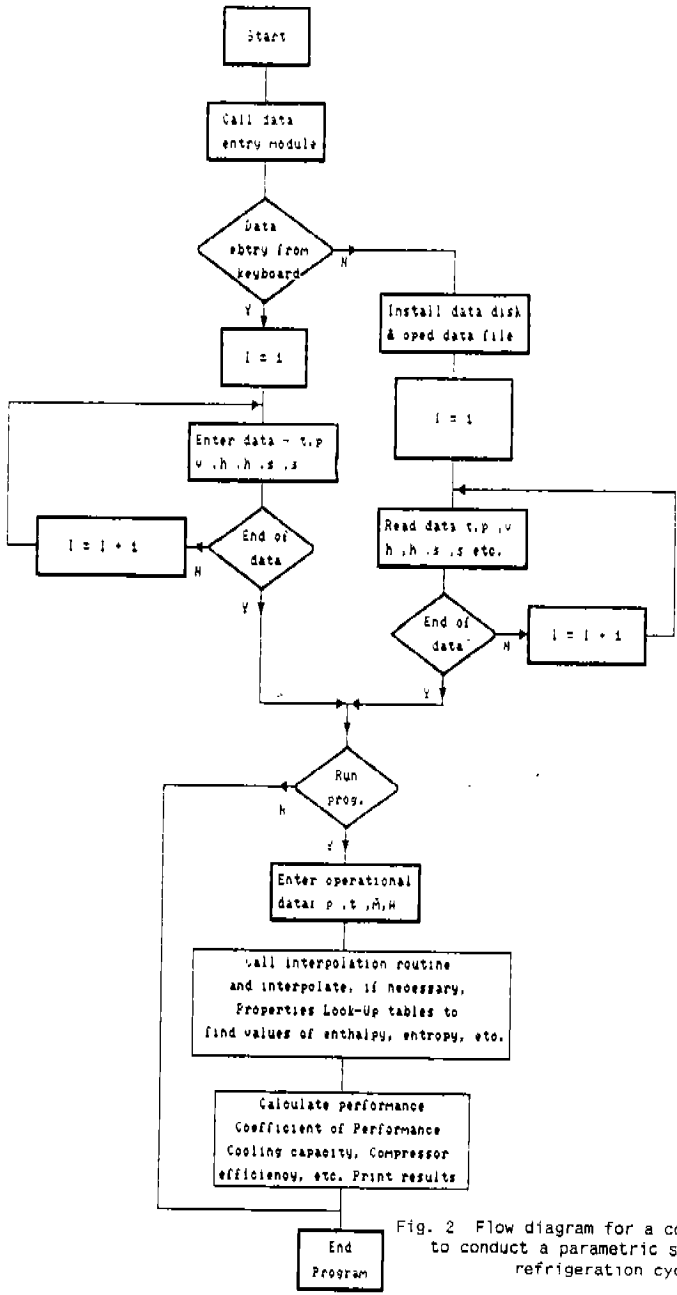 Start
Call data
entry module
Data
ebtry from
keyboard
N
Y
Install data disk
& oped data file
I = 1
I = 1
Enter data - t,p
v ,h ,h ,s ,s
Read data t,p ,v
h ,h ,s ,s etc.
I = I + 1
N
End of
data
Y
End of
data
N
I = I + 1
Y
Run
prog.
N
Y
Enter operational
data: p ,t ,M,W
Call interpolation routine
and interpolate, if necessary,
Properties Look-Up tables to
find values of enthalpy, entropy, etc.
Calculate performance
Coefficient of Performance
Cooling capacity, Compressor
efficiency, etc. Print results
End
Program
Fig. 2 Flow diagram for a co
to conduct a parametric s
refrigeration cyc